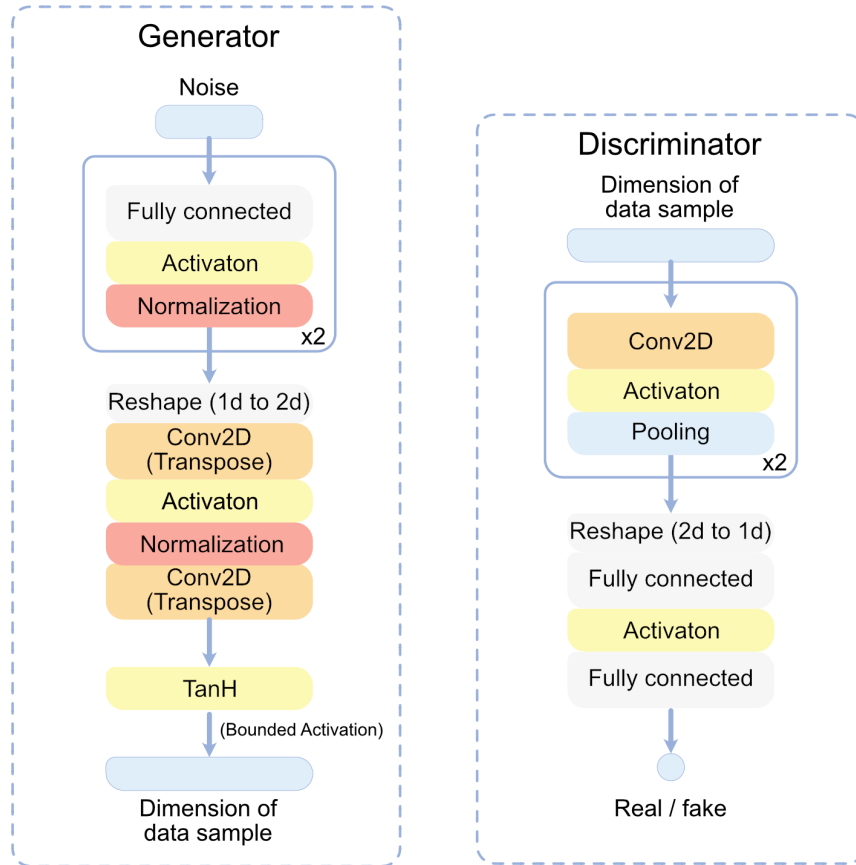 Generator
Noise
Fully connected
Activaton
Normalization
x2
Reshape (1d to 2d)
Conv2D
(Transpose)
Activaton
Normalization
Conv2D
(Transpose)
TanH
(Bounded Activation)
Dimension of
data sample
Discriminator
Dimension of
data sample
Conv2D
Activaton
Pooling
x2
Reshape (2d to 1d)
Fully connected
Activaton
Fully connected
Real / fake